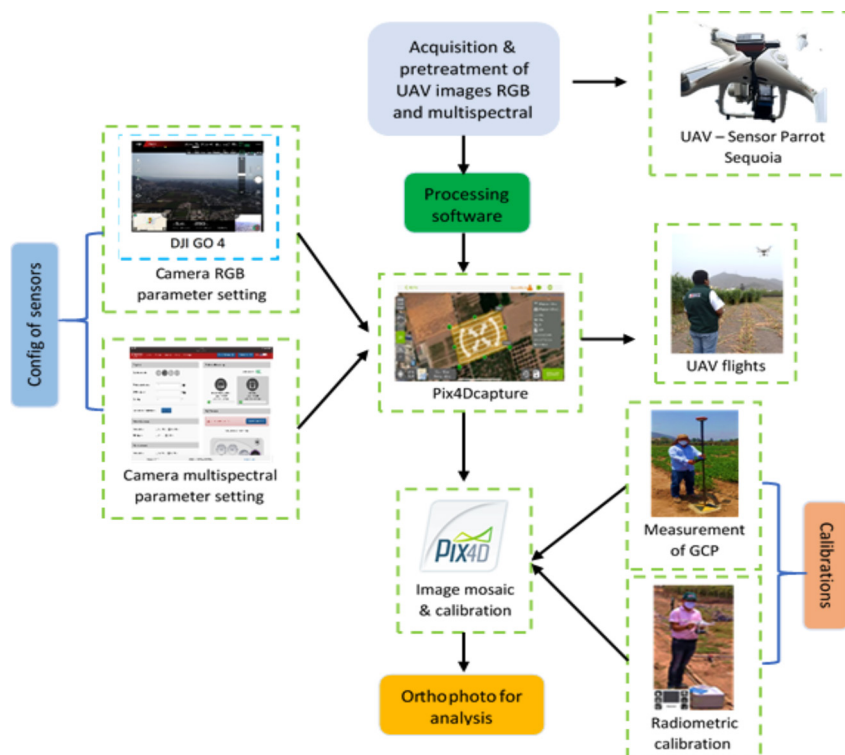 Acquisition &
pretreatment of
UAV images RGB
and multispectral
UAV – Sensor Parrot
Sequoia
Processing
software
Config of sensors
DJI GO 4
Camera RGB
parameter setting
Camera multispectral
parameter setting
Pix4Dcapture
UAV flights
PIX4D
Image mosaic
& calibration
Measurement
of GCP
Radiometric
calibration
Calibrations
Orthophoto for
analysis